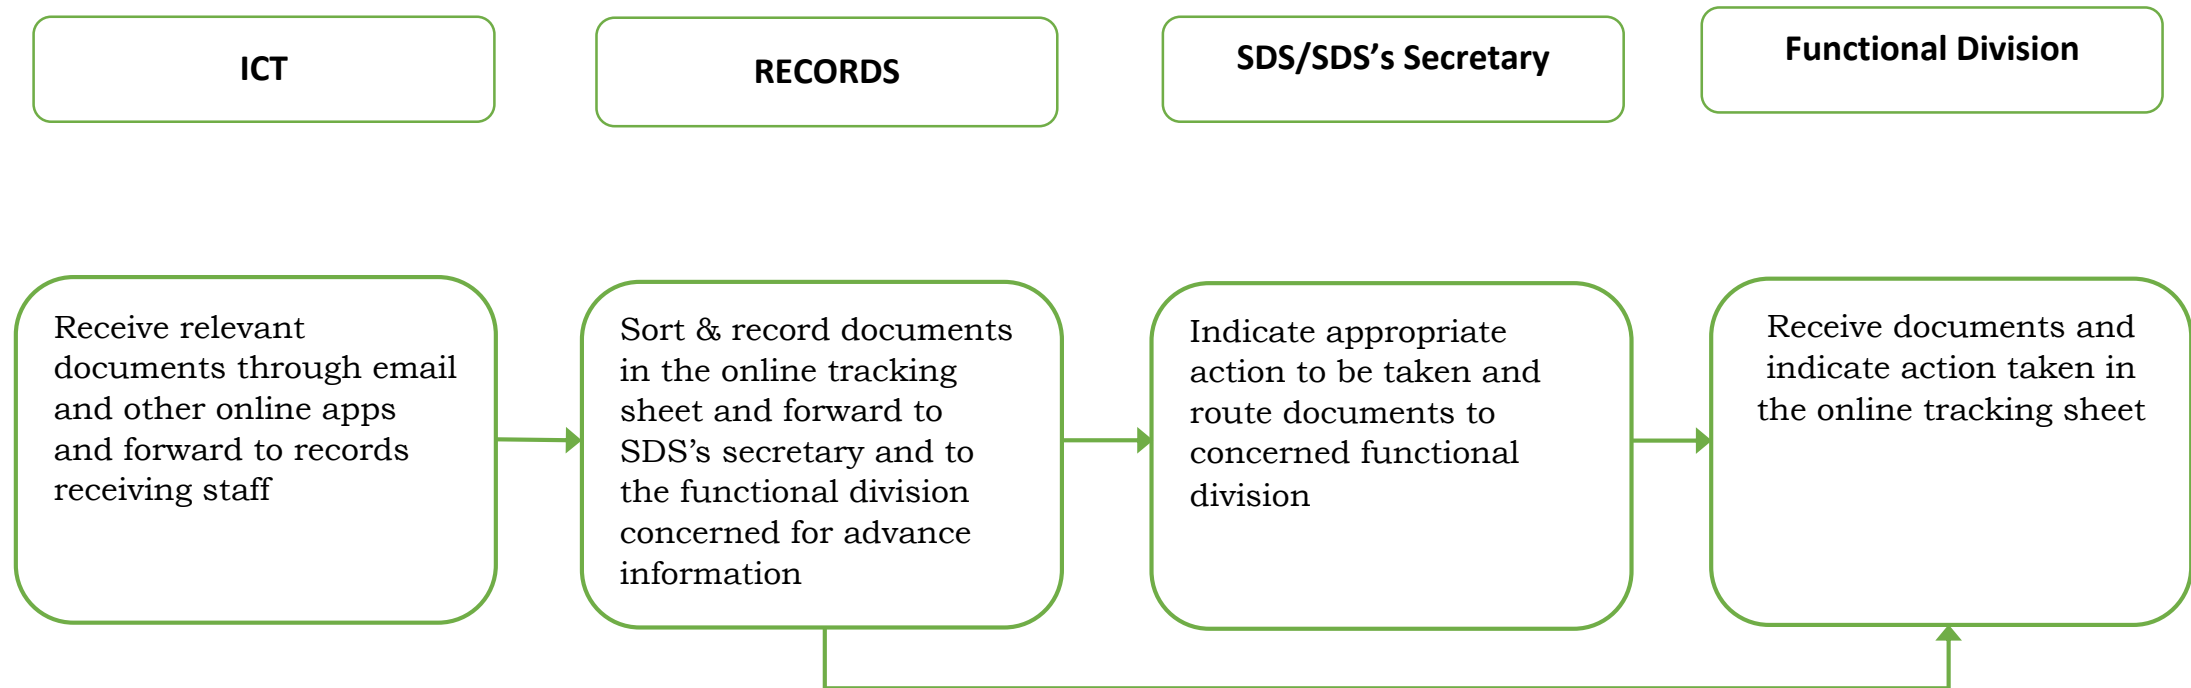 ICT
RECORDS
SDS/SDS’s Secretary
Functional Division
Receive relevant
documents through email
and other online apps
and forward to records
receiving staff
Sort & record documents
in the online tracking
sheet and forward to
SDS’s secretary and to
the functional division
concerned for advance
information
Indicate appropriate
action to be taken and
route documents to
concerned functional
division
Receive documents and
indicate action taken in
the online tracking sheet